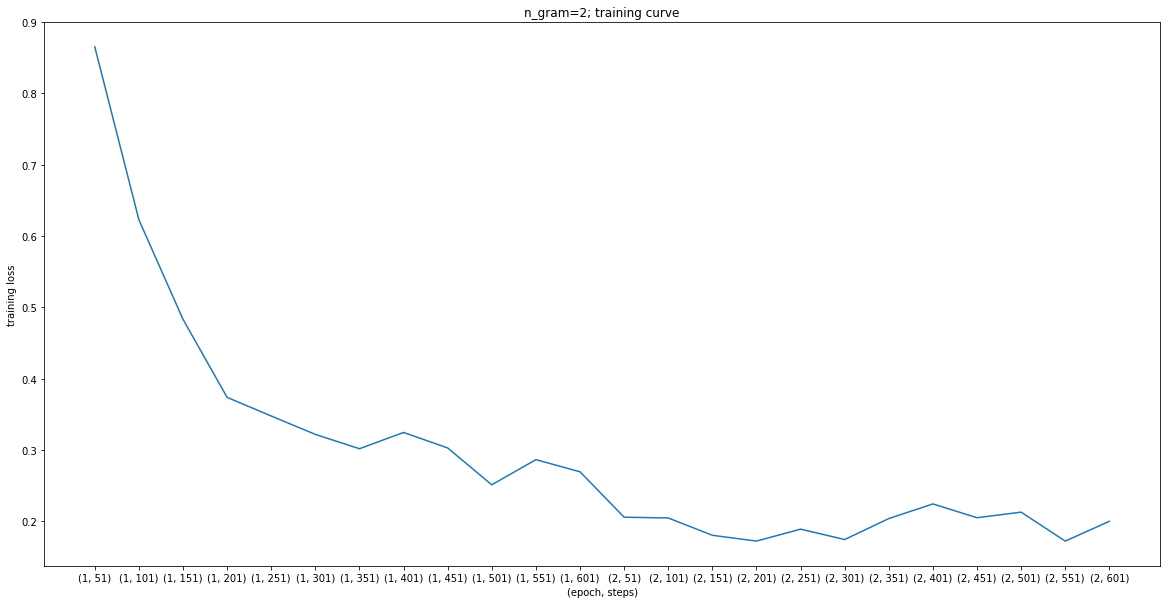 n_gram=2; training curve
training loss
0.9
0.8
0.7
0.6
0.5
0.4
0.3
0.2
(1, 51) (1, 101) (1, 151) (1, 201) (1, 251) (1, 301) (1, 351) (1, 401) (1, 451) (1, 501) (1, 551) (1, 601) (2, 51) (2, 101) (2, 151) (2, 201) (2, 251) (2, 301) (2, 351) (2, 401) (2, 451) (2, 501) (2, 551) (2, 601)
(epoch, steps)